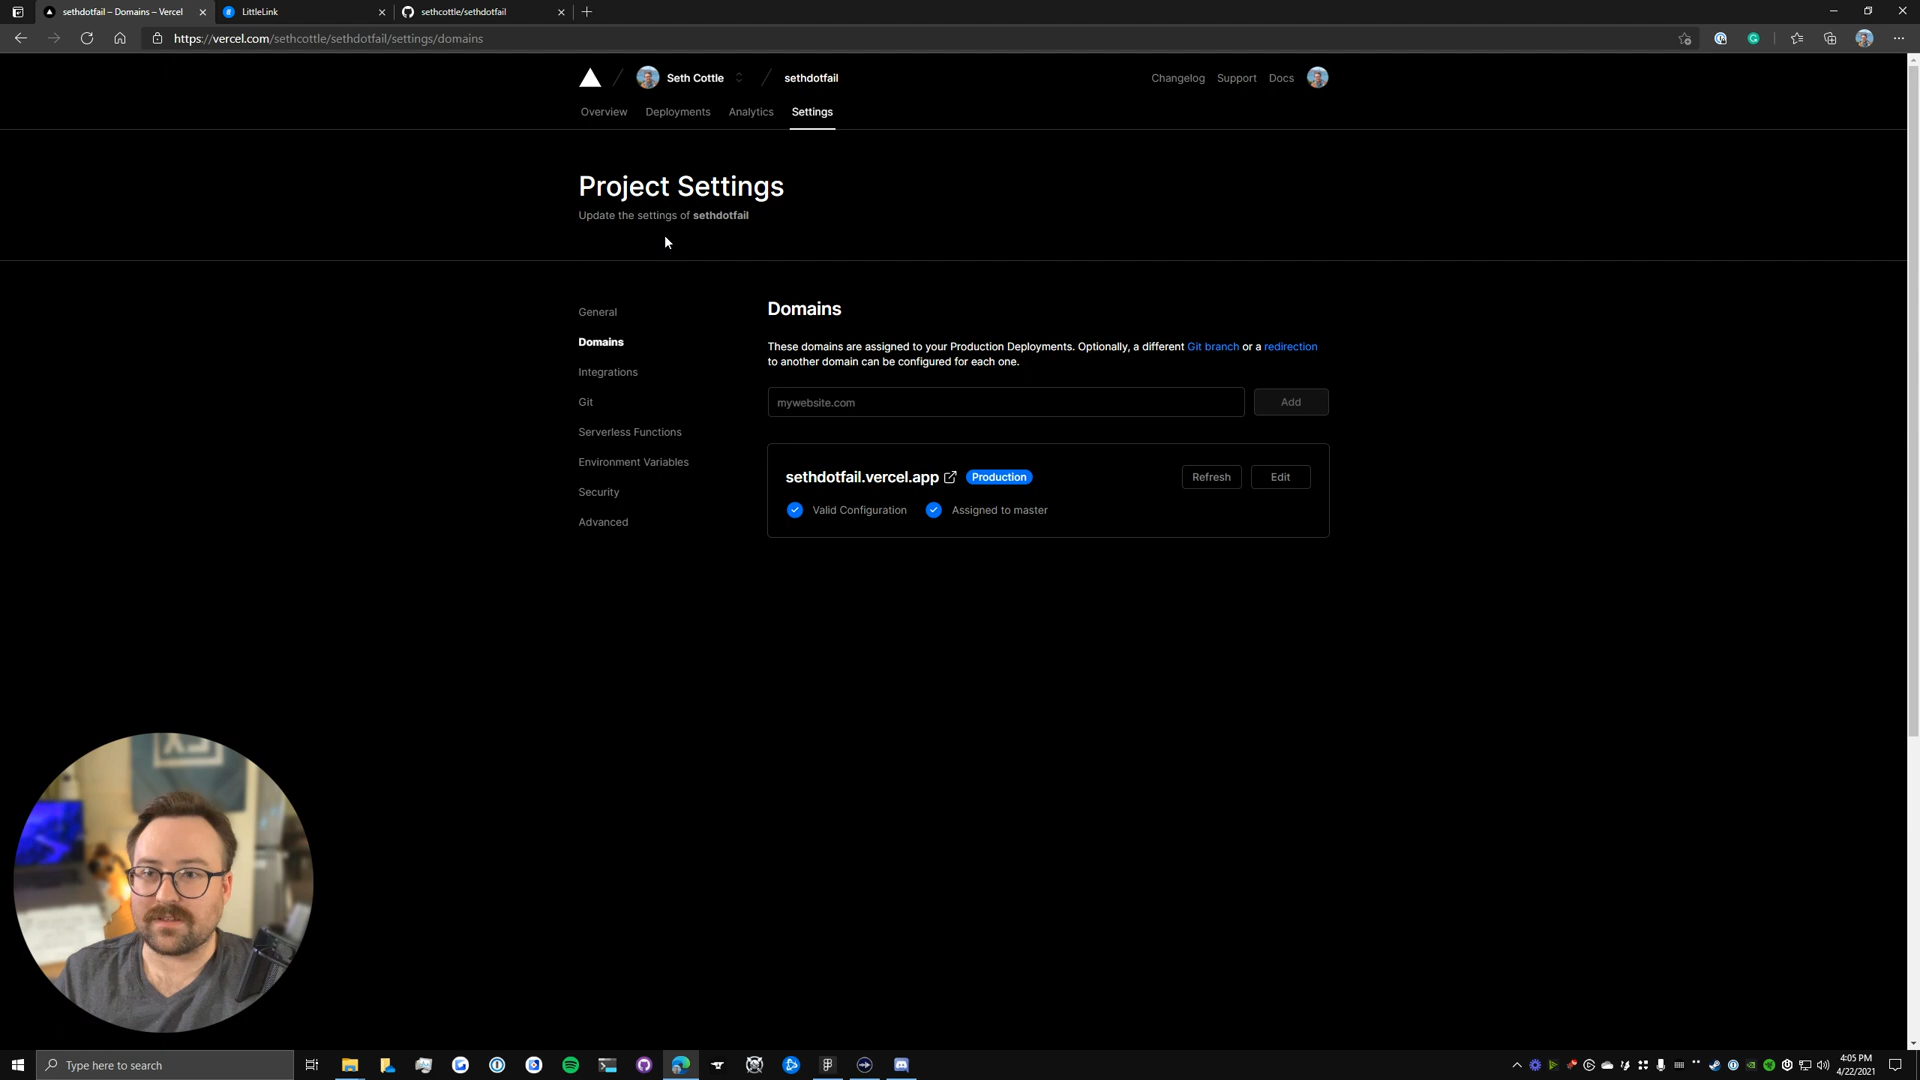 sethdotfail – Domains – Vercel
LittleLink
sethcottle/sethdotfail
https://vercel.com/sethcottle/sethdotfail/settings/domains
Seth Cottle
sethdotfail
Changelog
Support
Docs
Overview
Deployments
Analytics
Settings
Project Settings
Update the settings of sethdotfail
General
Domains
Integrations
Git
Serverless Functions
Environment Variables
Security
Advanced
Domains
These domains are assigned to your Production Deployments. Optionally, a different Git branch or a redirection
to another domain can be configured for each one.
mywebsite.com
Add
sethdotfail.vercel.app
Production
Refresh
Edit
Valid Configuration
Assigned to master
Type here to search
4:05 PM
4/22/2021